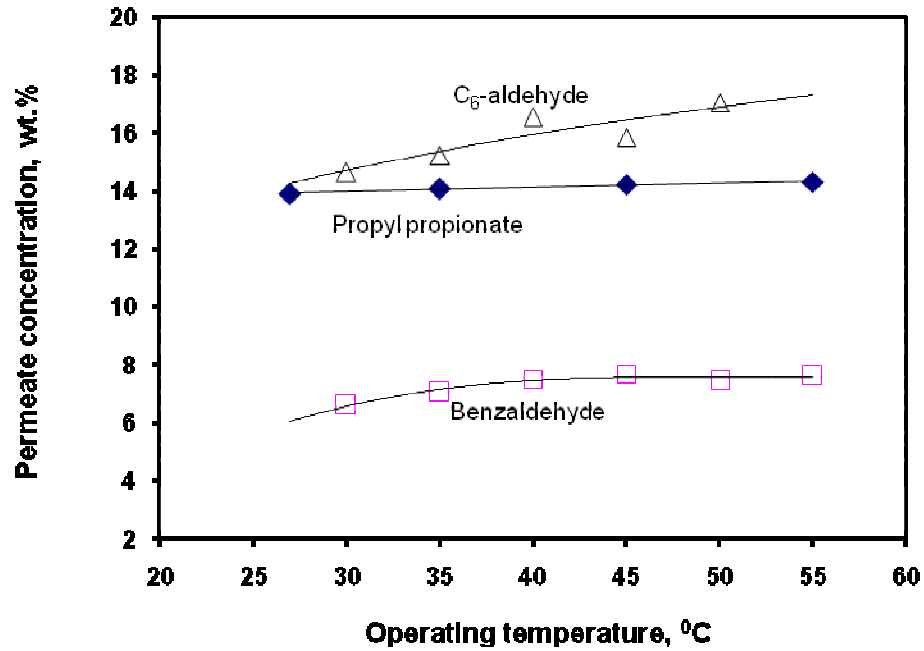 20
18
16
14
12
10
8
6
4
2
Permeate concentration, wt.%
C₆-aldehyde
Propyl propionate
Benzaldehyde
20 25 30 35 40 45 50 55 60
Operating temperature, ⁰C